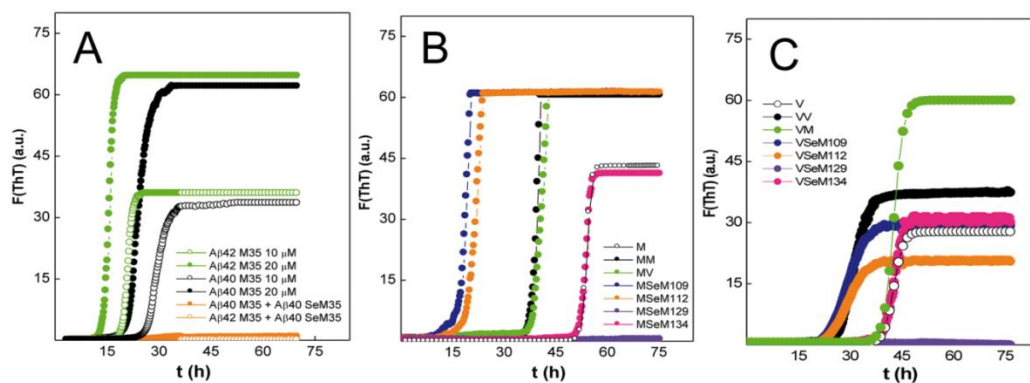 A
F(ThT) (a.u.)
75
60
45
30
15
Aβ42 M35 10 μM
Aβ42 M35 20 μM
Aβ40 M35 10 μM
Aβ40 M35 20 μM
Aβ40 M35 + Aβ40 SeM35
Aβ42 M35 + Aβ40 SeM35
15 30 45 60 75
t (h)
B
F(ThT) (a.u.)
75
60
45
30
15
M
MM
MV
MSeM109
MSeM112
MSeM129
MSeM134
15 30 45 60 75
t (h)
C
F(ThT) (a.u.)
75
60
45
30
15
V
VV
VM
VSeM109
VSeM112
VSeM129
VSeM134
15 30 45 60 75
t (h)